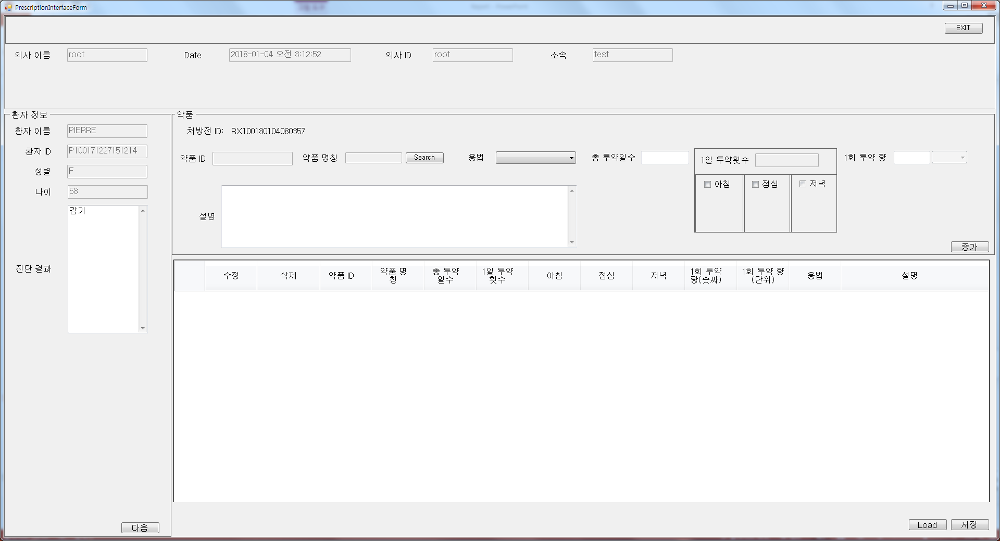 PrescriptionInterfaceForm
EXIT
의사 이름 root Date 2018-01-04 오전 8:12:52 의사 ID root 소속 test
환자 정보
환자 이름 PIERRE
환자 ID P100171227151214
성별 F
나이 58
감기
진단 결과
다음
약품
처방전 ID: RX100180104080357
약품 ID 약품 명칭 Search 용법 총 투약일수 1일 투약횟수 1회 투약 량
아침 점심 저녁
설명
증가
수정 삭제 약품 ID 약품 명칭 총 투약일수 1일 투약횟수 아침 점심 저녁 1회 투약량(숫짜) 1회 투약 량(단위) 용법 설명
Load 저장